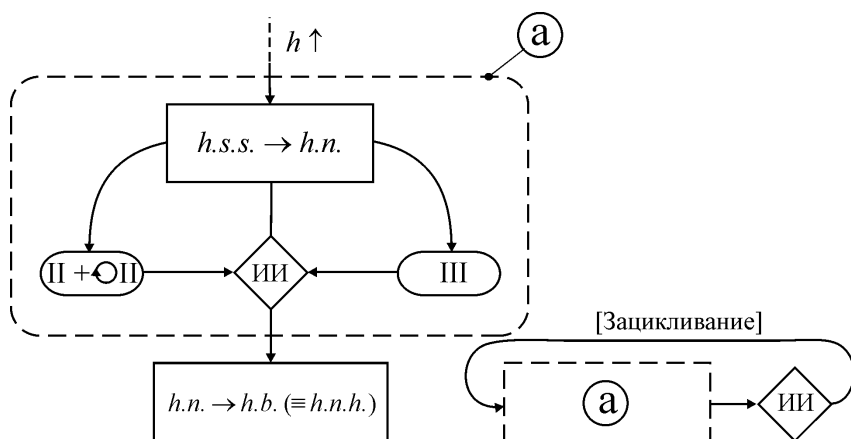 h ↑
a
h.s.s. → h.n.
II + II
ИИ
III
[Зацикливание]
h.n. → h.b. (≡ h.n.h.)
a
ИИ